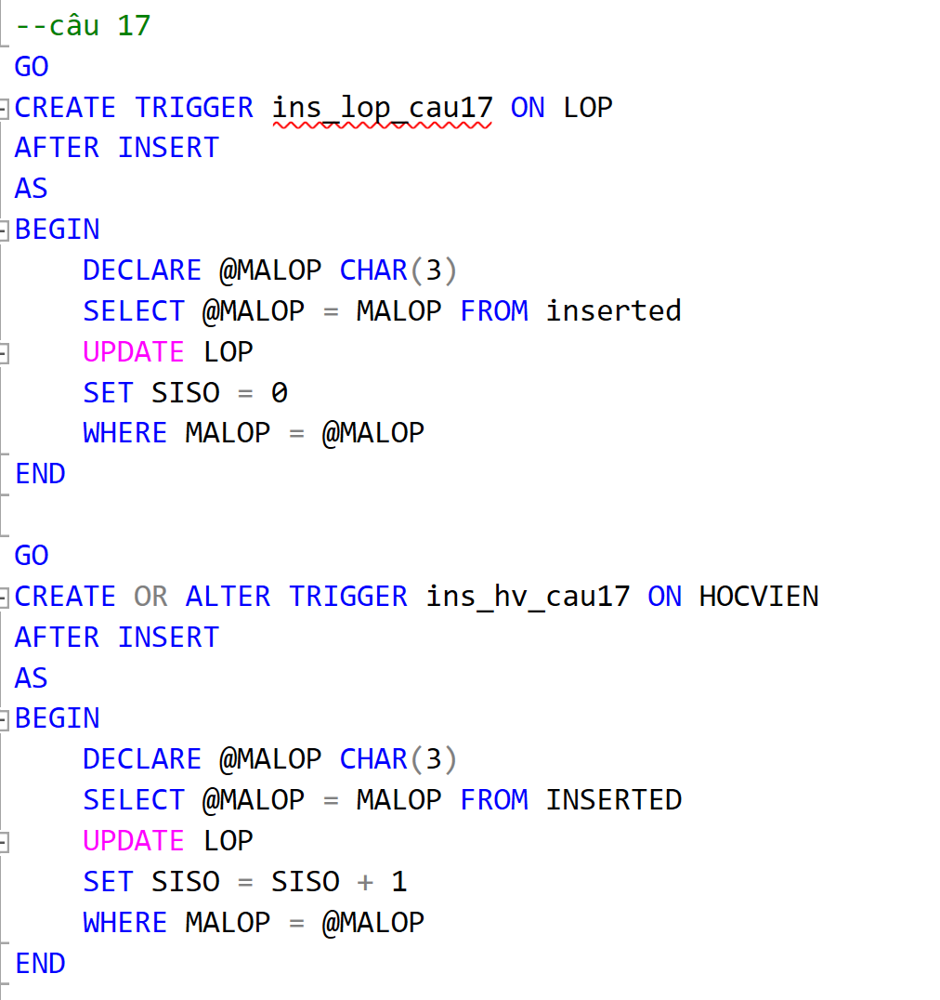 --câu 17
GO
CREATE TRIGGER ins_lop_cau17 ON LOP
AFTER INSERT
AS
BEGIN
    DECLARE @MALOP CHAR(3)
    SELECT @MALOP = MALOP FROM inserted
    UPDATE LOP
    SET SISO = 0
    WHERE MALOP = @MALOP
END

GO
CREATE OR ALTER TRIGGER ins_hv_cau17 ON HOCVIEN
AFTER INSERT
AS
BEGIN
    DECLARE @MALOP CHAR(3)
    SELECT @MALOP = MALOP FROM INSERTED
    UPDATE LOP
    SET SISO = SISO + 1
    WHERE MALOP = @MALOP
END